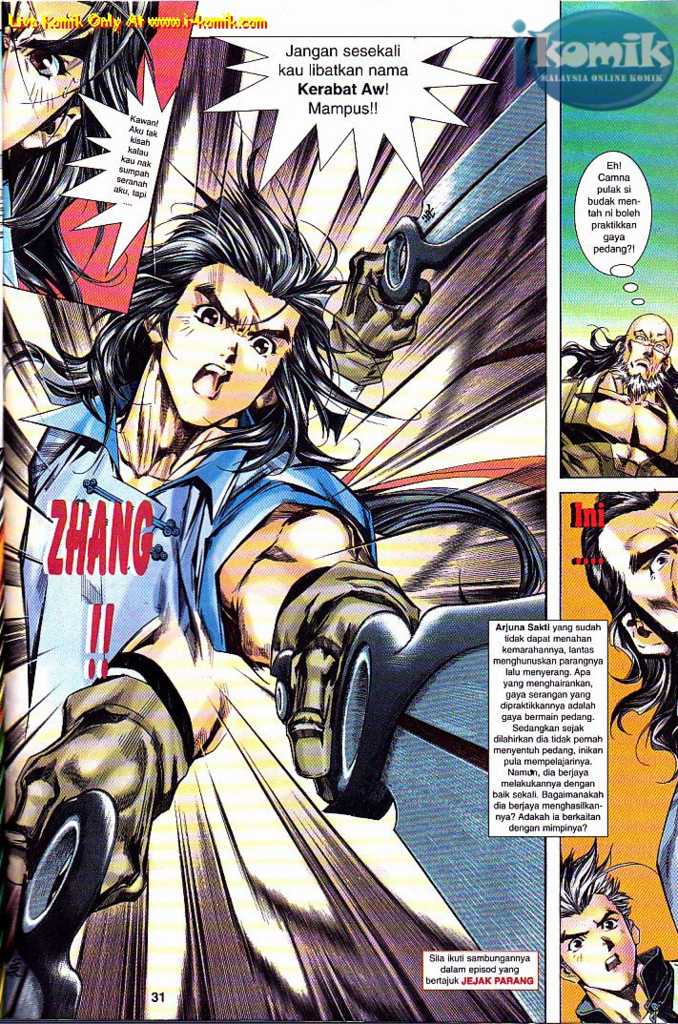 Live Komik Only At www.i-komik.com
ikomik
MALAYSIA ONLINE KOMIK
Kawan!
Aku tak
kisah
kalau
kau nak
sumpah
seranah
aku, tapi
....
Jangan sesekali
kau libatkan nama
Kerabat Aw!
Mampus!!
Eh!
Camna
pulak si
budak men-
tah ni boleh
praktikkan
gaya
pedang?!
ZHANG
!!
Ini
....
Arjuna Sakti yang sudah
tidak dapat menahan
kemarahannya, lantas
menghunuskan parangnya
lalu menyerang. Apa
yang menghairankan,
gaya serangan yang
dipraktikkannya adalah
gaya bermain pedang.
Sedangkan sejak
dilahirkan dia tidak pernah
menyentuh pedang, inikan
pula mempelajarinya.
Namun, dia berjaya
melakukannya dengan
baik sekali. Bagaimanakah
dia berjaya menghasilkan-
nya? Adakah ia berkaitan
dengan mimpinya?
Sila ikuti sambungannya
dalam episod yang
bertajuk JEJAK PARANG
31